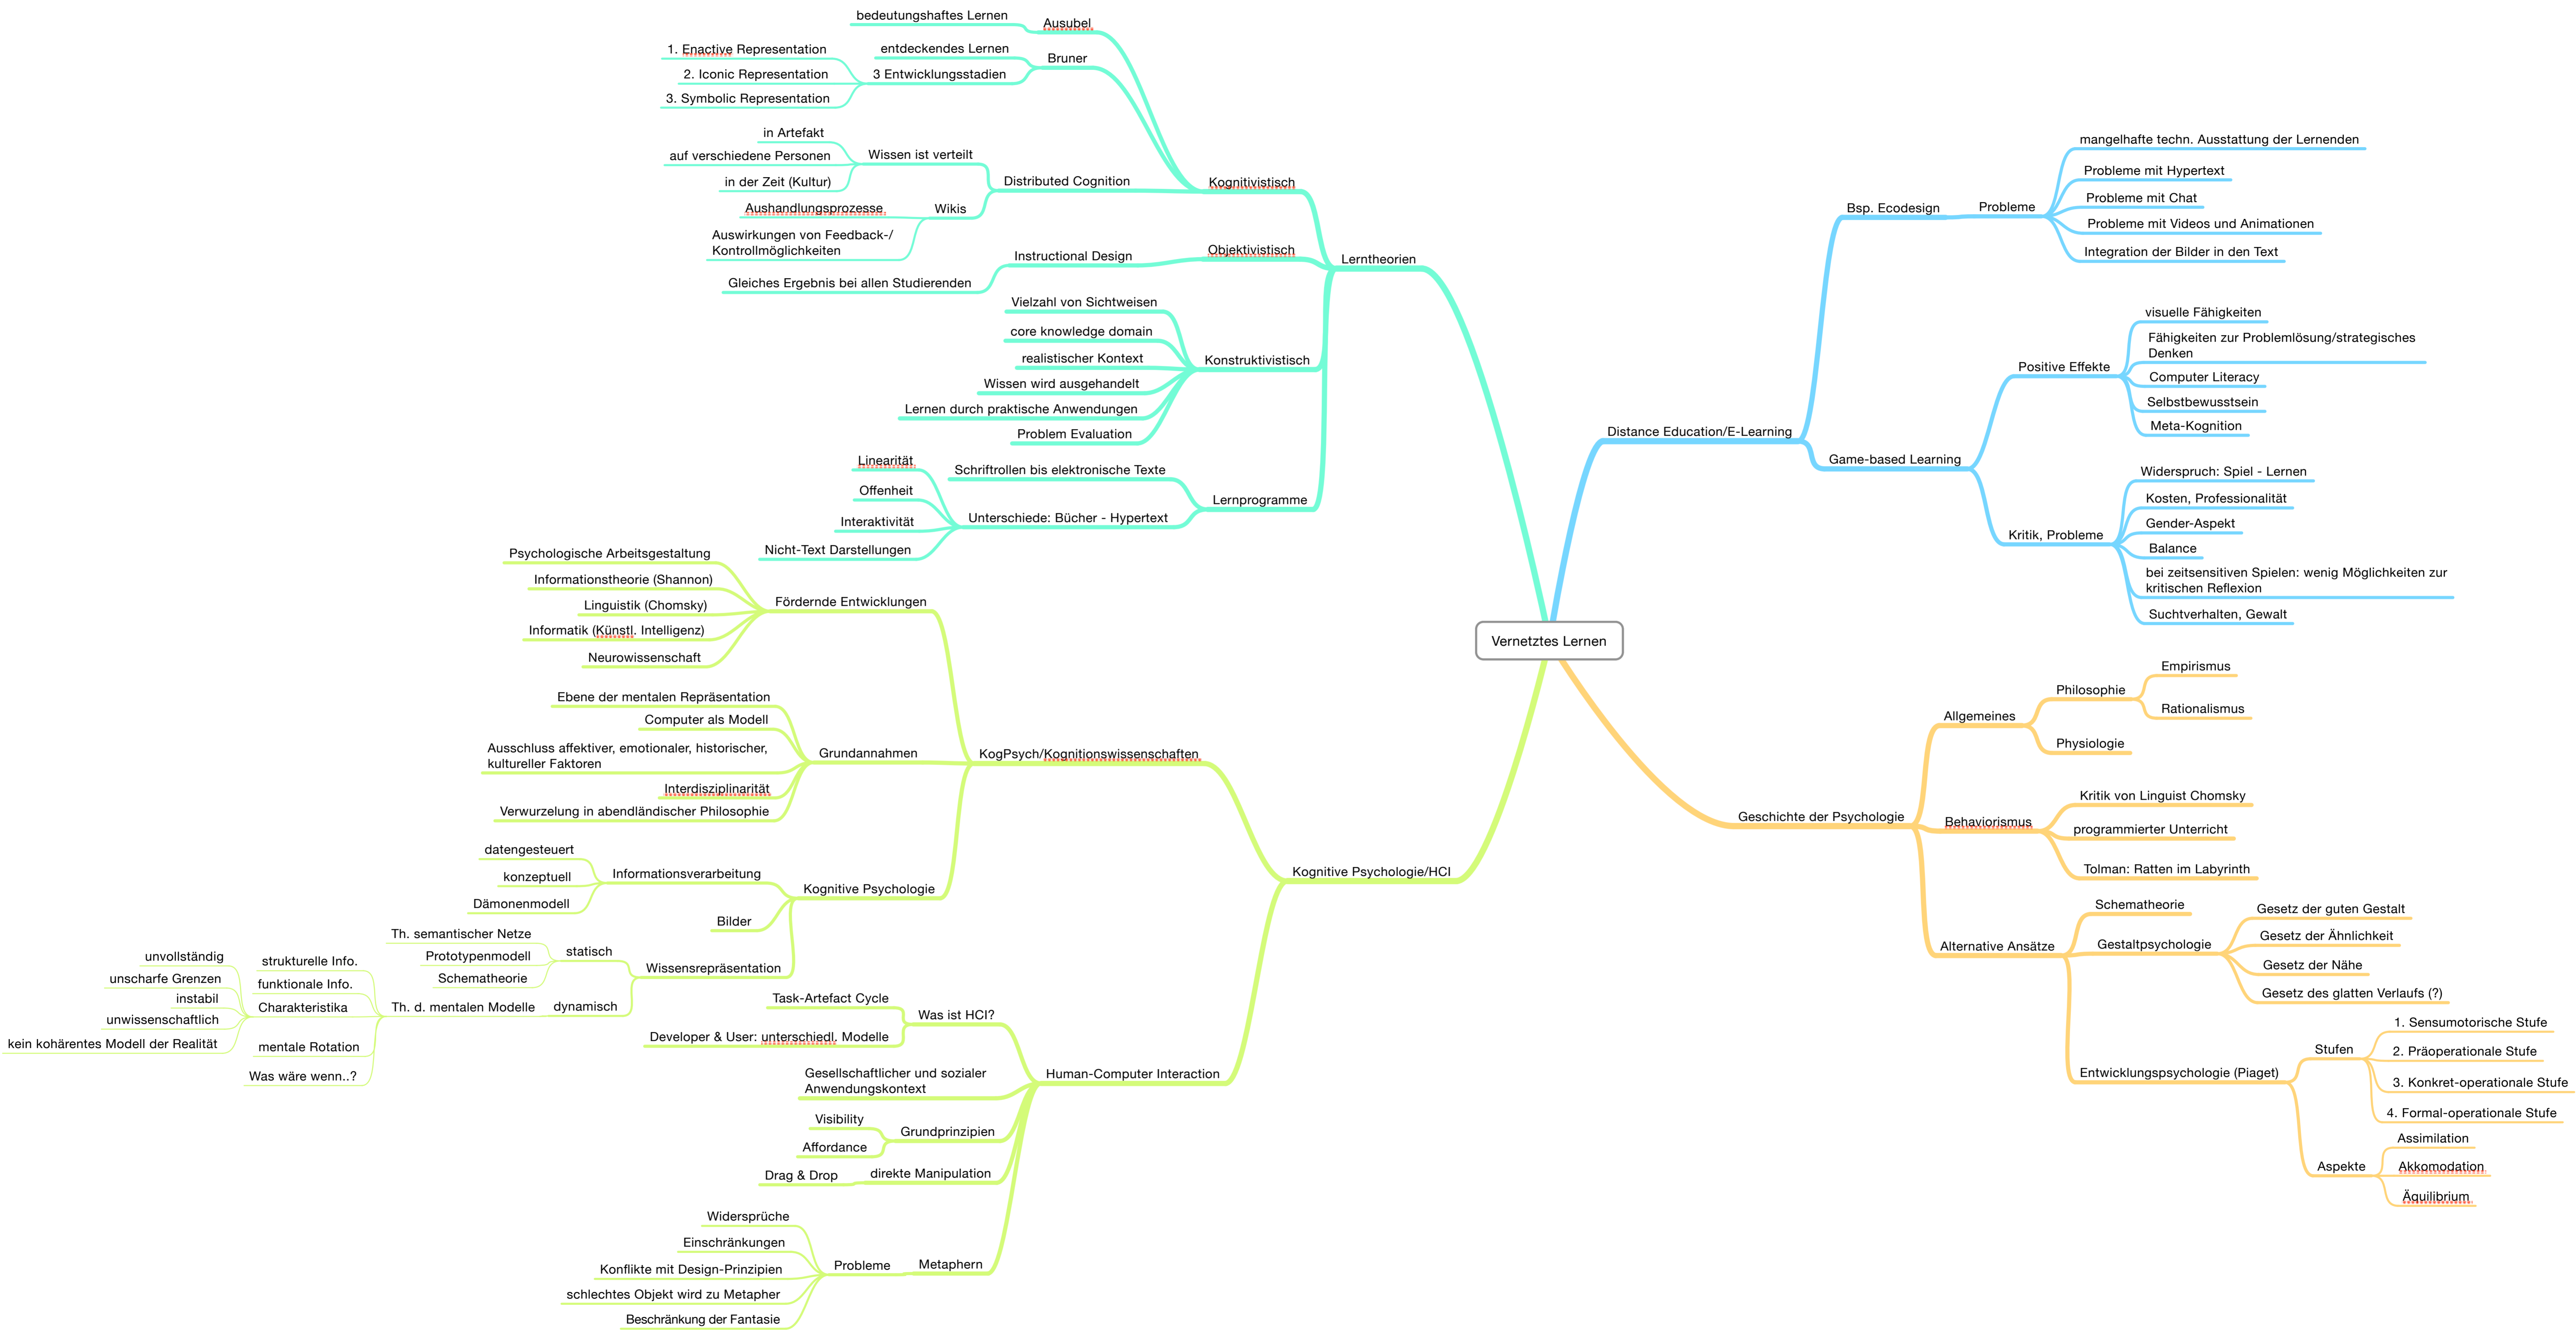 Vernetztes Lernen
Lerntheorien
Kognitivistisch
Ausubel
bedeutungshaftes Lernen
Bruner
entdeckendes Lernen
3 Entwicklungsstadien
1. Enactive Representation
2. Iconic Representation
3. Symbolic Representation
Distributed Cognition
Wissen ist verteilt
in Artefakt
auf verschiedene Personen
in der Zeit (Kultur)
Wikis
Aushandlungsprozesse
Auswirkungen von Feedback-/
Kontrollmöglichkeiten
Objektivistisch
Instructional Design
Gleiches Ergebnis bei allen Studierenden
Konstruktivistisch
Vielzahl von Sichtweisen
core knowledge domain
realistischer Kontext
Wissen wird ausgehandelt
Lernen durch praktische Anwendungen
Problem Evaluation
Lernprogramme
Schriftrollen bis elektronische Texte
Unterschiede: Bücher - Hypertext
Linearität
Offenheit
Interaktivität
Nicht-Text Darstellungen
Kognitive Psychologie/HCI
KogPsych/Kognitionswissenschaften
Fördernde Entwicklungen
Psychologische Arbeitsgestaltung
Informationstheorie (Shannon)
Linguistik (Chomsky)
Informatik (Künstl. Intelligenz)
Neurowissenschaft
Grundannahmen
Ebene der mentalen Repräsentation
Computer als Modell
Ausschluss affektiver, emotionaler, historischer,
kultureller Faktoren
Interdisziplinarität
Verwurzelung in abendländischer Philosophie
Kognitive Psychologie
Informationsverarbeitung
datengesteuert
konzeptuell
Dämonenmodell
Bilder
Wissensrepräsentation
statisch
Th. semantischer Netze
Prototypenmodell
Schematheorie
dynamisch
Th. d. mentalen Modelle
strukturelle Info.
funktionale Info.
Charakteristika
unvollständig
unscharfe Grenzen
instabil
unwissenschaftlich
kein kohärentes Modell der Realität
mentale Rotation
Was wäre wenn..?
Human-Computer Interaction
Was ist HCI?
Task-Artefact Cycle
Developer & User: unterschiedl. Modelle
Gesellschaftlicher und sozialer
Anwendungskontext
Grundprinzipien
Visibility
Affordance
direkte Manipulation
Drag & Drop
Metaphern
Probleme
Widersprüche
Einschränkungen
Konflikte mit Design-Prinzipien
schlechtes Objekt wird zu Metapher
Beschränkung der Fantasie
Distance Education/E-Learning
Bsp. Ecodesign
Probleme
mangelhafte techn. Ausstattung der Lernenden
Probleme mit Hypertext
Probleme mit Chat
Probleme mit Videos und Animationen
Integration der Bilder in den Text
Game-based Learning
Positive Effekte
visuelle Fähigkeiten
Fähigkeiten zur Problemlösung/strategisches
Denken
Computer Literacy
Selbstbewusstsein
Meta-Kognition
Kritik, Probleme
Widerspruch: Spiel - Lernen
Kosten, Professionalität
Gender-Aspekt
Balance
bei zeitsensitiven Spielen: wenig Möglichkeiten zur
kritischen Reflexion
Suchtverhalten, Gewalt
Geschichte der Psychologie
Allgemeines
Philosophie
Empirismus
Rationalismus
Physiologie
Behaviorismus
Kritik von Linguist Chomsky
programmierter Unterricht
Tolman: Ratten im Labyrinth
Alternative Ansätze
Schematheorie
Gestaltpsychologie
Gesetz der guten Gestalt
Gesetz der Ähnlichkeit
Gesetz der Nähe
Gesetz des glatten Verlaufs (?)
Entwicklungspsychologie (Piaget)
Stufen
1. Sensumotorische Stufe
2. Präoperationale Stufe
3. Konkret-operationale Stufe
4. Formal-operationale Stufe
Aspekte
Assimilation
Akkomodation
Äquilibrium